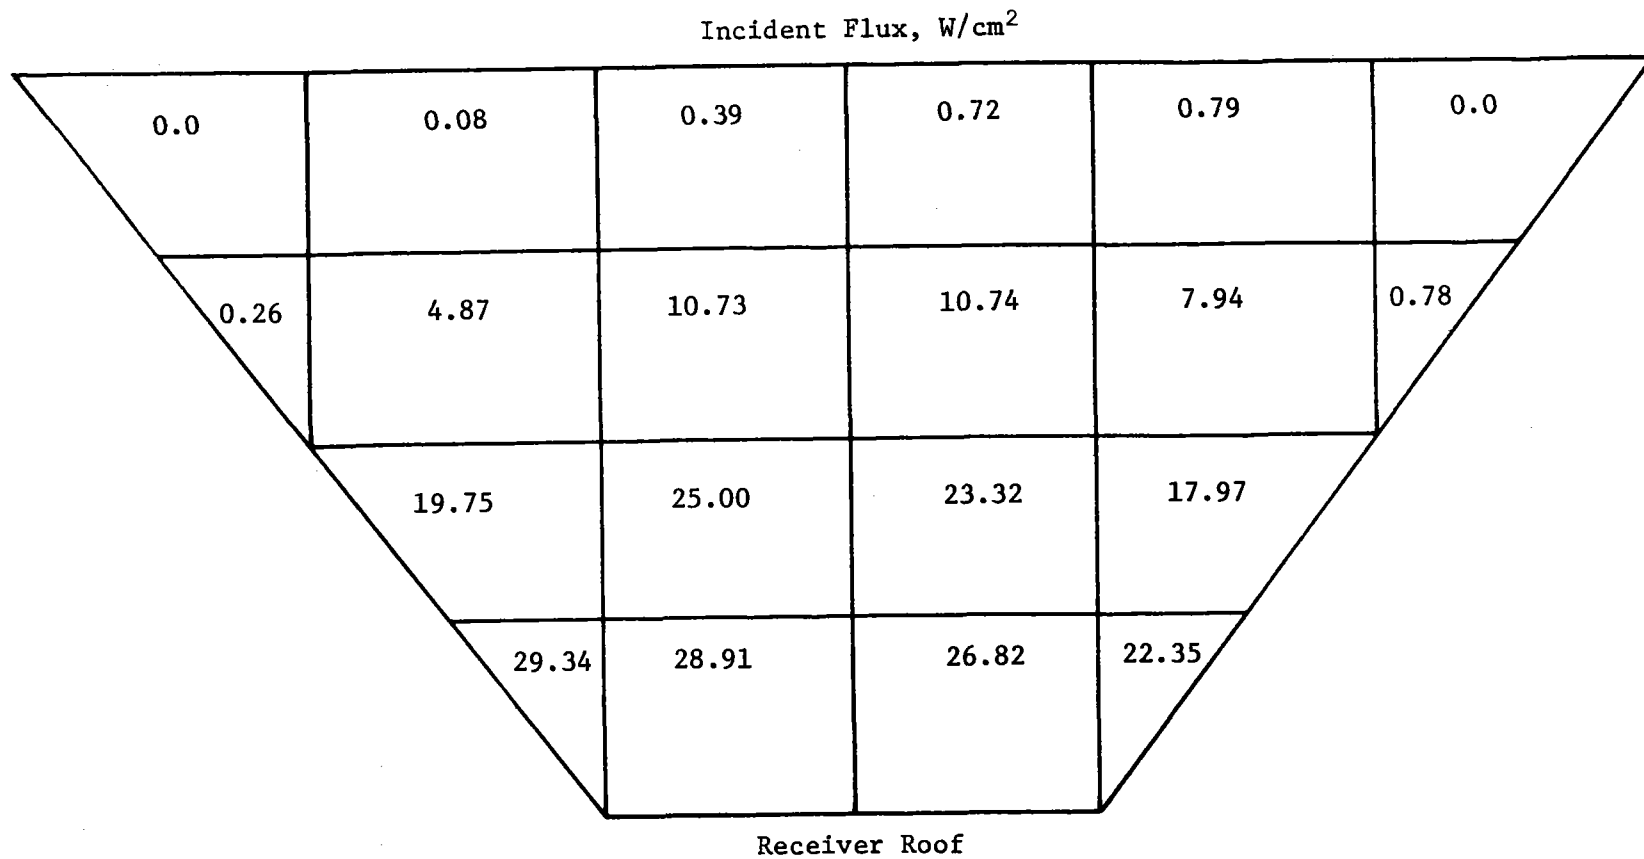 Incident Flux, W/cm²
0.0 0.08 0.39 0.72 0.79 0.0
0.26 4.87 10.73 10.74 7.94 0.78
19.75 25.00 23.32 17.97
29.34 28.91 26.82 22.35
Receiver Roof